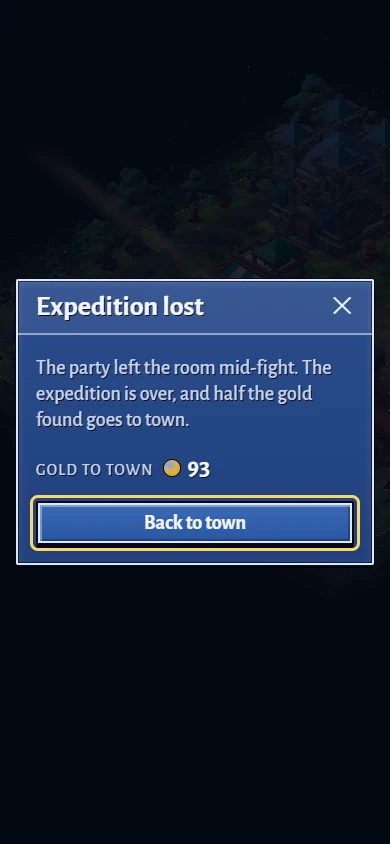 Expedition lost
The party left the room mid-fight. The
expedition is over, and half the gold
found goes to town.
GOLD TO TOWN 93
Back to town